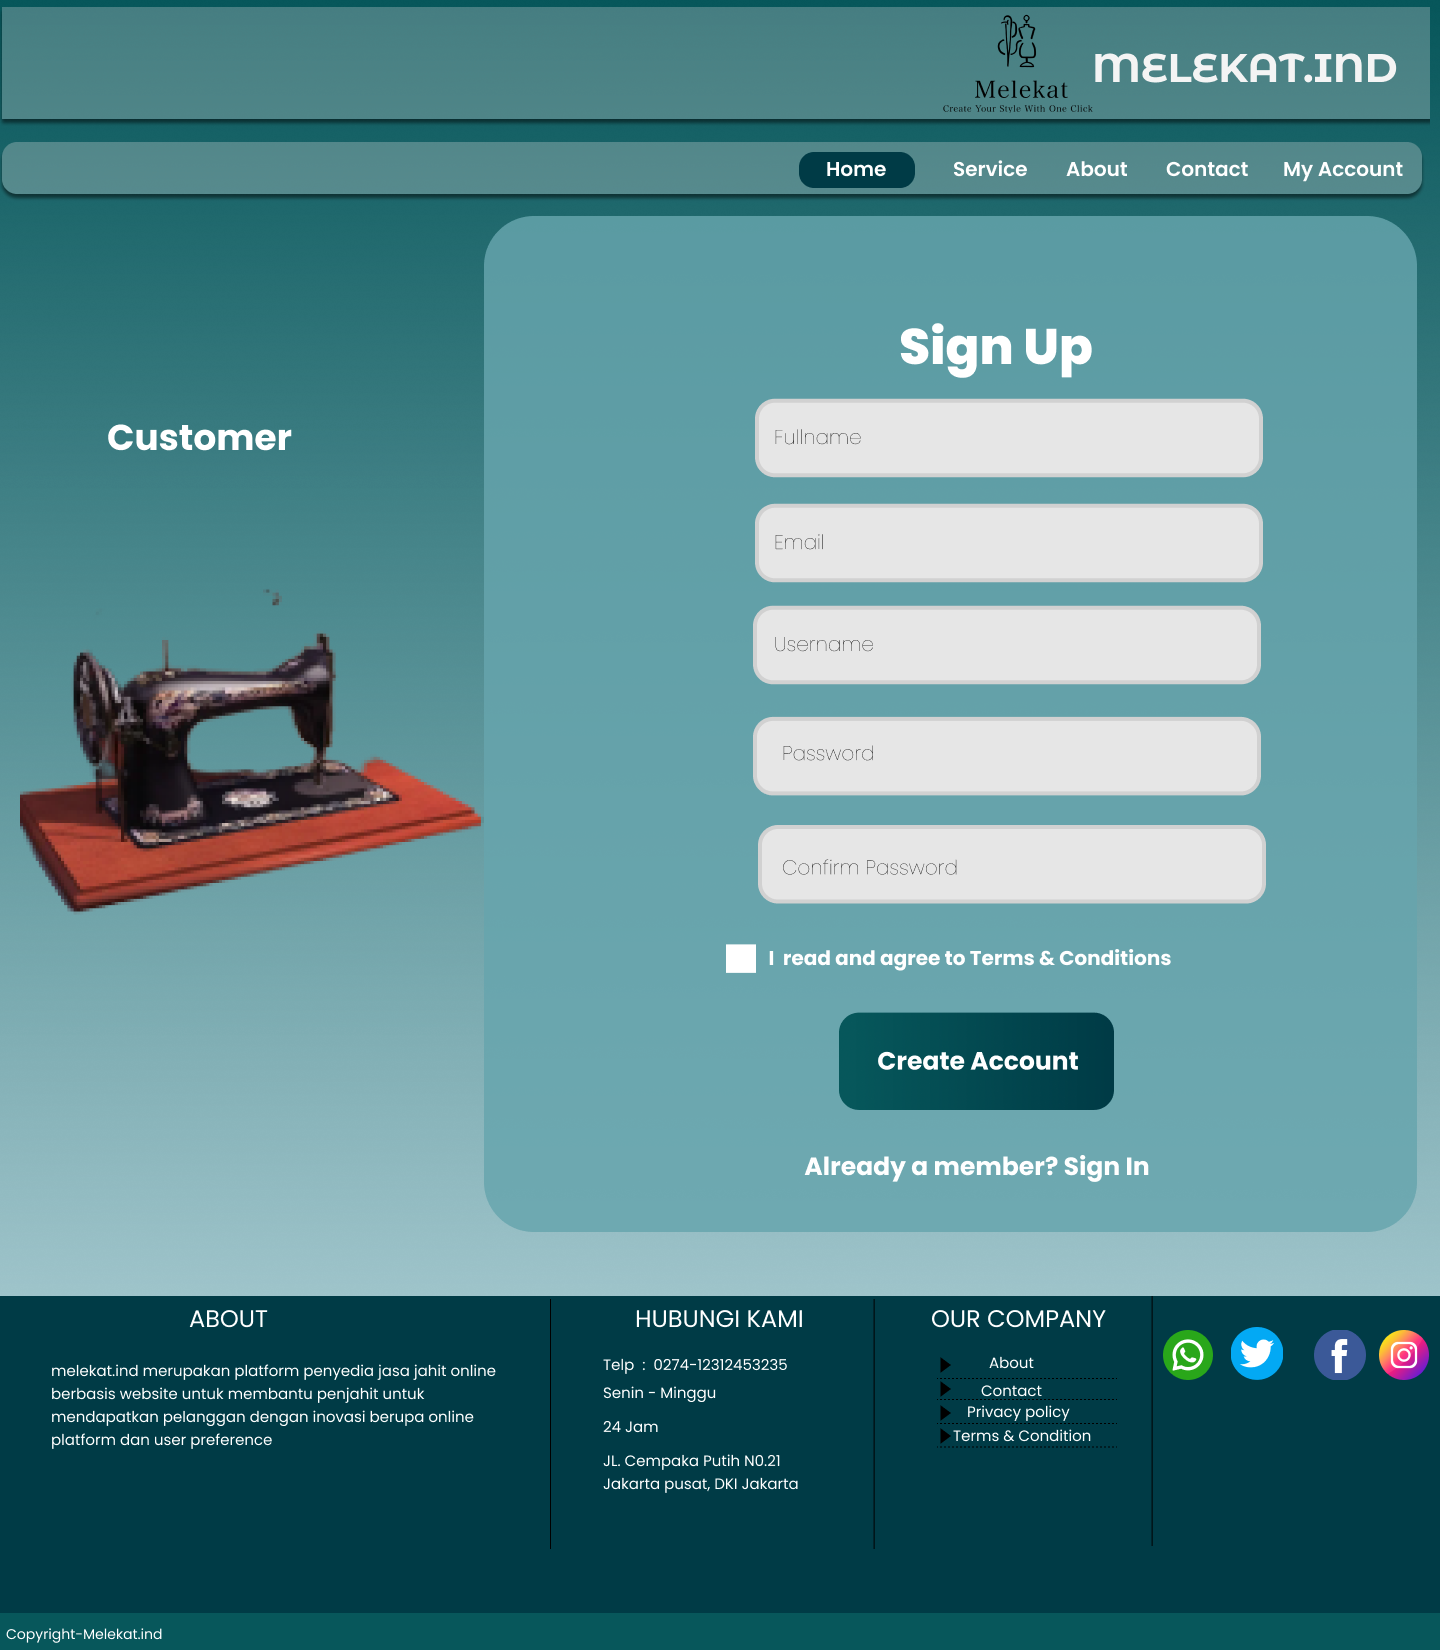 Melekat
Create Your Style With One Click
MELEKAT.IND
Home
Service
About
Contact
My Account
Sign Up
Customer
Fullname
Email
Username
Password
Confirm Password
I read and agree to Terms & Conditions
Create Account
Already a member? Sign In
ABOUT
melekat.ind merupakan platform penyedia jasa jahit online
berbasis website untuk membantu penjahit untuk
mendapatkan pelanggan dengan inovasi berupa online
platform dan user preference
HUBUNGI KAMI
Telp : 0274-12312453235
Senin - Minggu
24 Jam
JL. Cempaka Putih N0.21
Jakarta pusat, DKI Jakarta
OUR COMPANY
About
Contact
Privacy policy
Terms & Condition
Copyright-Melekat.ind